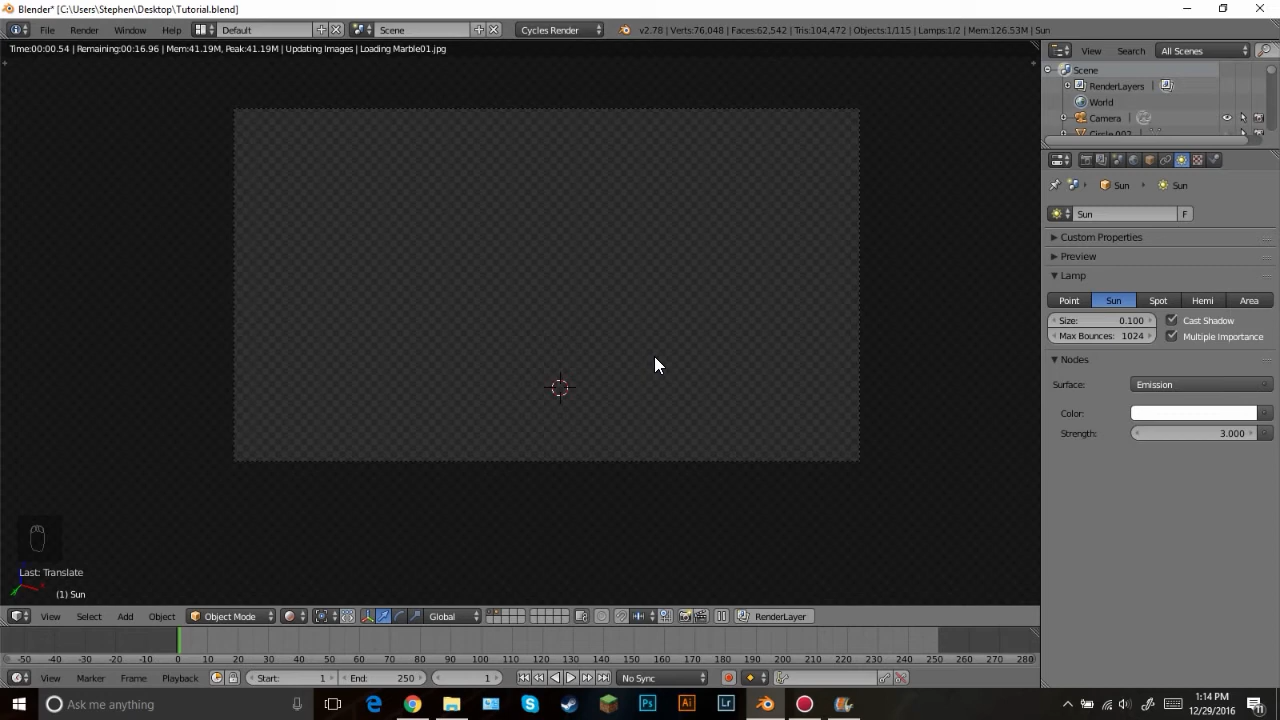 Blender* [C:\Users\Stephen\Desktop\Tutorial.blend]
File Render Window Help Default Scene Cycles Render v2.78 | Verts:76,048 | Faces:62,542 | Tris:104,472 | Objects:1/115 | Lamps:1/2 | Mem:126.53M | Sun
Time:00:00.54 | Remaining:00:16.96 | Mem:41.19M, Peak:41.19M | Updating Images | Loading Marble01.jpg
View Search All Scenes
Scene
RenderLayers
World
Camera
Circle.002
Sun Sun
Sun F
Custom Properties
Preview
Lamp
Point Sun Spot Hemi Area
Size: 0.100 Cast Shadow
Max Bounces: 1024 Multiple Importance
Nodes
Surface: Emission
Color:
Strength: 3.000
Last: Translate
(1) Sun
View Select Add Object Object Mode Global RenderLayer
-50 -40 -30 -20 -10 0 10 20 30 40 50 60 70 80 90 100 110 120 130 140 150 160 170 180 190 200 210 220 230 240 250 260 270 280
View Marker Frame Playback Start: 1 End: 250 1 No Sync
Ask me anything
Ps Ai Lr
1:14 PM
12/29/2016
11